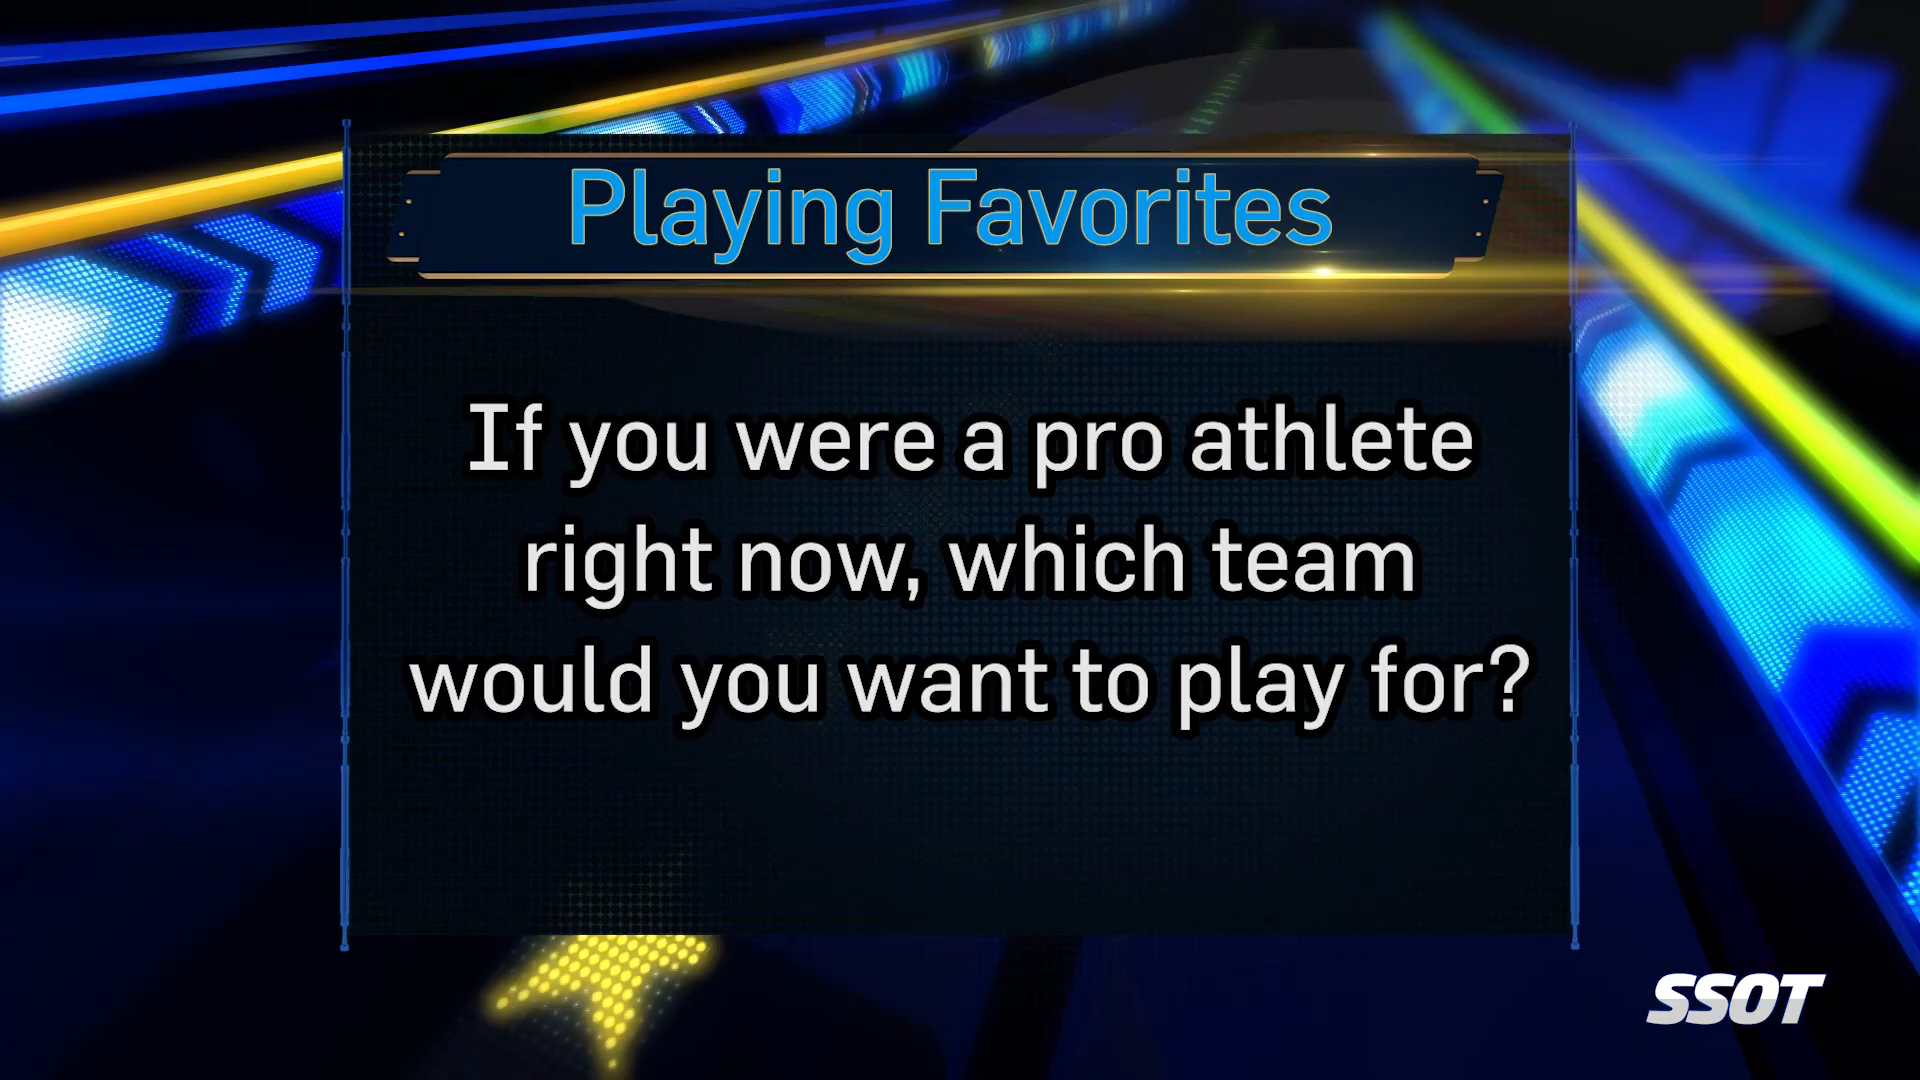 Playing Favorites
If you were a pro athlete
right now, which team
would you want to play for?
SSOT